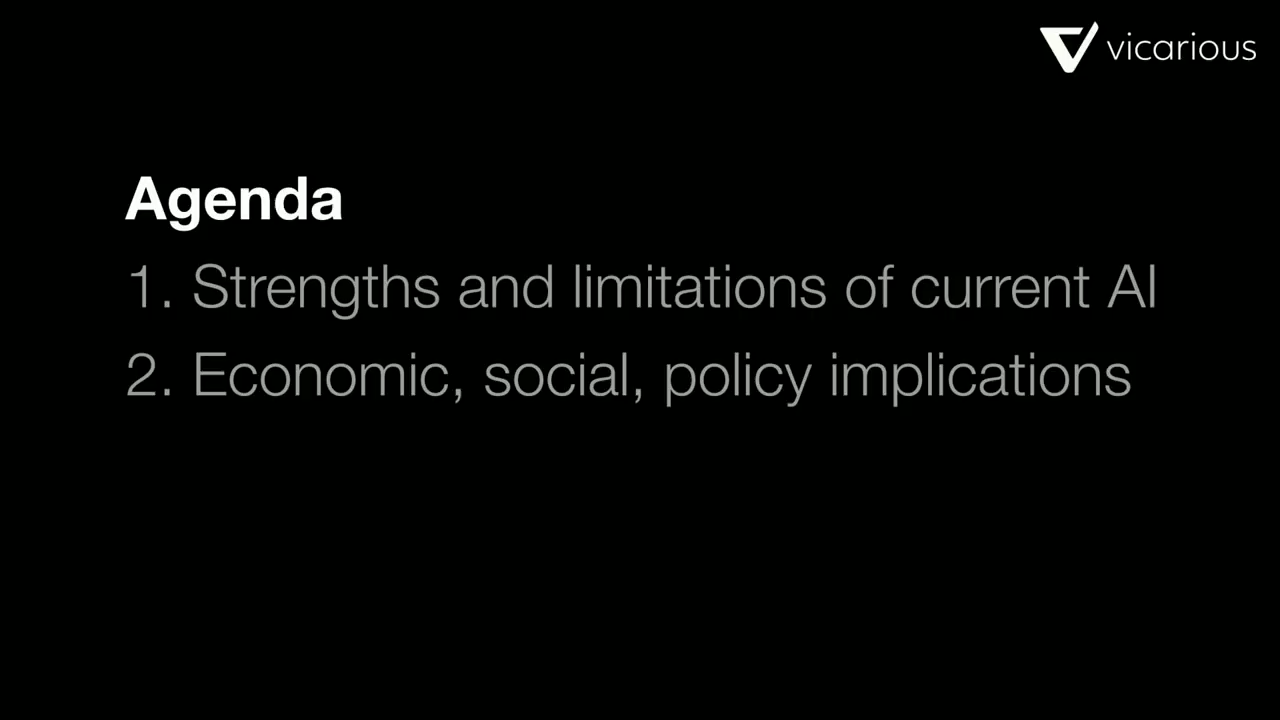 vicarious
Agenda
1. Strengths and limitations of current AI
2. Economic, social, policy implications